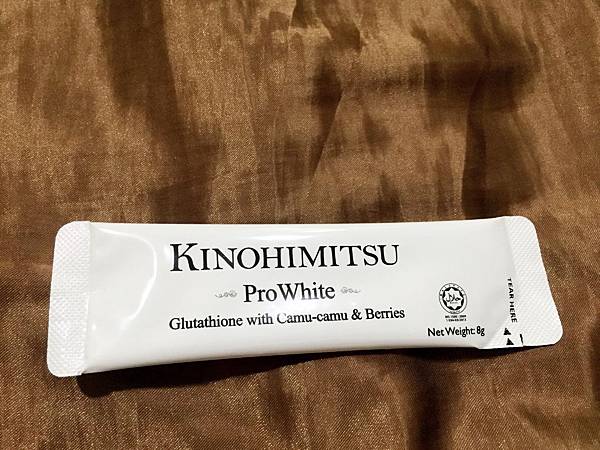 KINOHIMITSU
ProWhite
Glutathione with Camu-camu & Berries
Net Weight: 8g
TEAR HERE